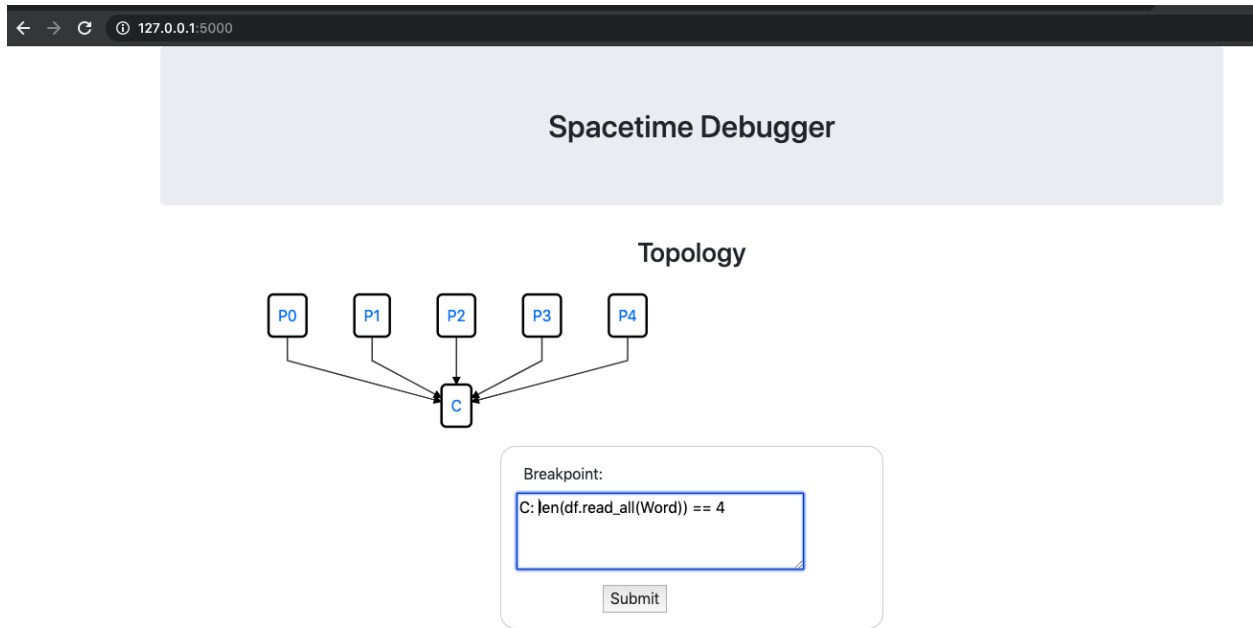 127.0.0.1:5000
Spacetime Debugger
Topology
P0 P1 P2 P3 P4
C
Breakpoint:
C: len(df.read_all(Word)) == 4
Submit